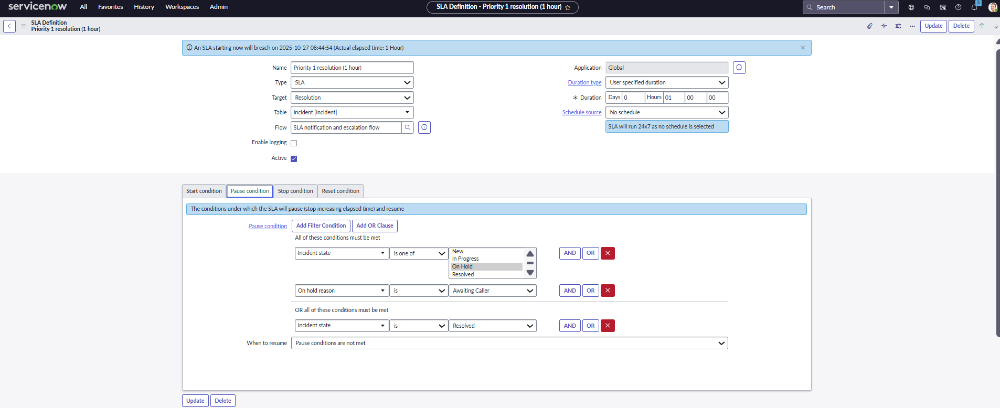 servicenow All Favorites History Workspaces Admin SLA Definition - Priority 1 resolution (1 hour) Search 3
SLA Definition
Priority 1 resolution (1 hour)
Update Delete
An SLA starting now will breach on 2025-10-27 08:44:54 (Actual elapsed time: 1 Hour)
Name Priority 1 resolution (1 hour) Application Global
Type SLA Duration type User specified duration
Target Resolution Duration Days 0 Hours 01 00 00
Table Incident [incident] Schedule source No schedule
Flow SLA notification and escalation flow SLA will run 24x7 as no schedule is selected
Enable logging
Active
Start condition Pause condition Stop condition Reset condition
The conditions under which the SLA will pause (stop increasing elapsed time) and resume
Pause condition Add Filter Condition Add OR Clause
All of these conditions must be met
Incident state is one of New AND OR
In Progress
On Hold
Resolved
On hold reason is Awaiting Caller AND OR
OR all of these conditions must be met
Incident state is Resolved AND OR
When to resume Pause conditions are not met
Update Delete